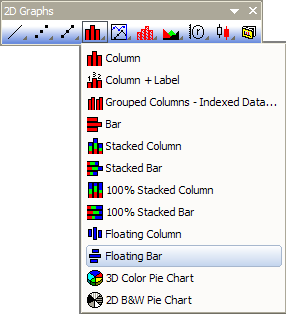 2D Graphs
Column
Column + Label
Grouped Columns - Indexed Data...
Bar
Stacked Column
Stacked Bar
100% Stacked Column
100% Stacked Bar
Floating Column
Floating Bar
3D Color Pie Chart
2D B&W Pie Chart